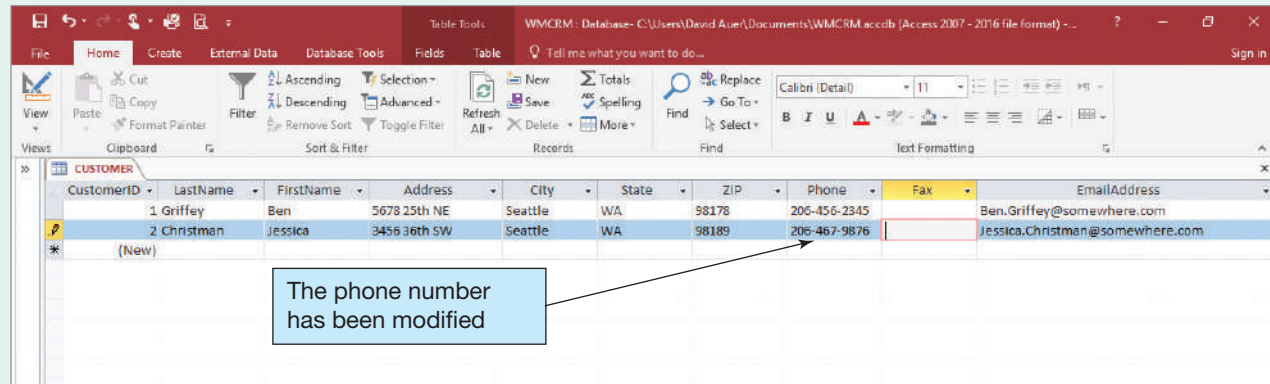 Table Tools WMCRM : Database- C:\Users\David Auer\Documents\WMCRM.accdb (Access 2007 - 2016 file format) -... ?
File Home Create External Data Database Tools Fields Table Tell me what you want to do... Sign in
View
Paste
Cut
Copy
Format Painter
Filter
Ascending
Descending
Remove Sort
Selection
Advanced
Toggle Filter
Refresh
All
New
Save
Delete
Totals
Spelling
More
Find
Replace
Go To
Select
Calibri (Detail) 11
B I U A
Views Clipboard Sort & Filter Records Find Text Formatting
CUSTOMER
CustomerID LastName FirstName Address City State ZIP Phone Fax EmailAddress
1 Griffey Ben 5678 25th NE Seattle WA 98178 206-456-2345 Ben.Griffey@somewhere.com
2 Christman Jessica 3456 36th SW Seattle WA 98189 206-467-9876 Jessica.Christman@somewhere.com
(New)
The phone number
has been modified